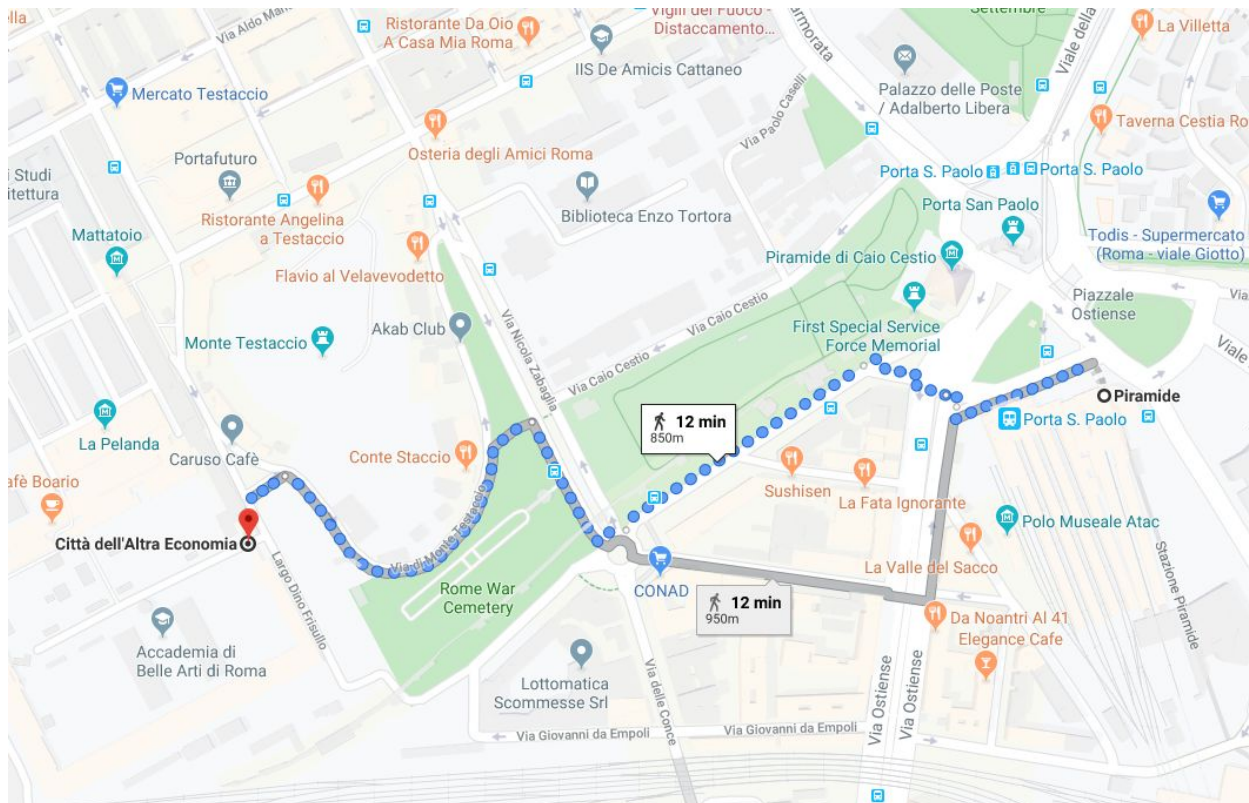 ella
Via Aldo Man
Ristorante Da Oio
A Casa Mia Roma
Vigili del Fuoco -
Distaccamento...
Settembre
armorata
Viale della
La Villetta
IIS De Amicis Cattaneo
Mercato Testaccio
Palazzo delle Poste
/ Adalberto Libera
Taverna Cestia Ro
Via Paolo Caselli
Osteria degli Amici Roma
Portafuturo
i Studi
itettura
Porta S. Paolo
Porta S. Paolo
Ristorante Angelina
a Testaccio
Biblioteca Enzo Tortora
Porta San Paolo
Mattatoio
Todis - Supermercato
(Roma - viale Giotto)
Flavio al Velavevodetto
Piramide di Caio Cestio
Via Caio Cestio
Piazzale
Ostiense
Via
Akab Club
Via Nicola Zabaglia
First Special Service
Force Memorial
Monte Testaccio
Viale
Via Caio Cestio
Piramide
12 min
850m
Porta S. Paolo
La Pelanda
Caruso Cafè
Conte Staccio
afè Boario
Sushisen
La Fata Ignorante
Polo Museale Atac
Città dell'Altra Economia
Via di Monte Testaccio
La Valle del Sacco
Stazione Piramide
Rome War
Cemetery
CONAD
12 min
950m
Da Noantri Al 41
Elegance Cafe
Largo Dino Frisullo
Accademia di
Belle Arti di Roma
Lottomatica
Scommesse Srl
Via delle Conce
Via Ostiense
Via Ostiense
Via Giovanni da Empoli
Via Giovanni da Empoli